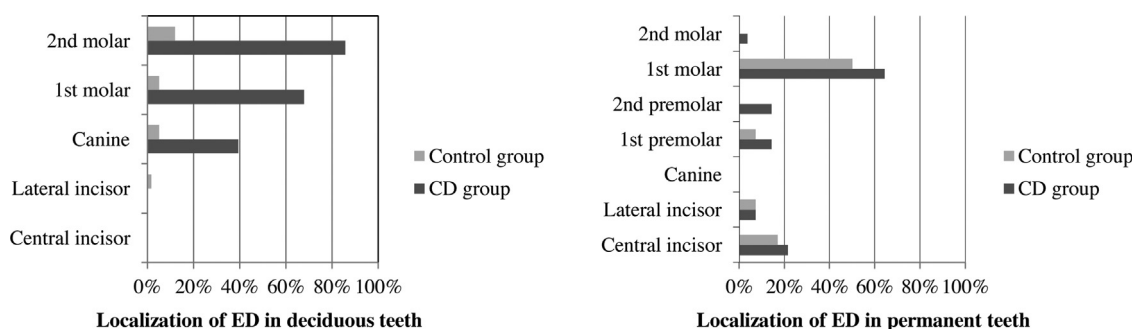 2nd molar
1st molar
Canine
Lateral incisor
Central incisor
0% 20% 40% 60% 80% 100%
Control group
CD group
Localization of ED in deciduous teeth
2nd molar
1st molar
2nd premolar
1st premolar
Canine
Lateral incisor
Central incisor
0% 20% 40% 60% 80% 100%
Control group
CD group
Localization of ED in permanent teeth